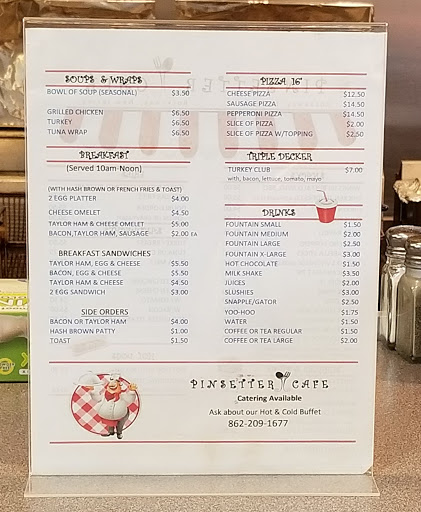 SOUPS & WRAPS
BOWL OF SOUP (SEASONAL) $3.50
GRILLED CHICKEN $6.50
TURKEY $6.50
TUNA WRAP $6.50
BREAKFAST
(Served 10am-Noon)
(WITH HASH BROWN OR FRENCH FRIES & TOAST)
2 EGG PLATTER $4.00
CHEESE OMELET $4.50
TAYLOR HAM & CHEESE OMELET $5.00
BACON,TAYLOR HAM, SAUSAGE $2.00 EA
BREAKFAST SANDWICHES
TAYLOR HAM, EGG & CHEESE $5.50
BACON, EGG & CHEESE $5.50
TAYLOR HAM & CHEESE $4.50
2 EGG SANDWICH $3.00
SIDE ORDERS
BACON OR TAYLOR HAM $4.00
HASH BROWN PATTY $1.00
TOAST $1.50
PIZZA 16"
CHEESE PIZZA $12.50
SAUSAGE PIZZA $14.50
PEPPERONI PIZZA $14.50
SLICE OF PIZZA $2.00
SLICE OF PIZZA W/TOPPING $2.50
TRIPLE DECKER
TURKEY CLUB $7.00
with, bacon, lettuce, tomato, mayo
DRINKS
FOUNTAIN SMALL $1.50
FOUNTAIN MEDIUM $2.00
FOUNTAIN LARGE $2.50
FOUNTAIN X-LARGE $3.00
HOT CHOCOLATE $1.50
MILK SHAKE $3.50
JUICES $2.00
SLUSHIES $3.00
SNAPPLE/GATOR $2.50
YOO-HOO $1.75
WATER $1.50
COFFEE OR TEA REGULAR $1.50
COFFEE OR TEA LARGE $2.00
PINSETTER CAFE
Catering Available
Ask about our Hot & Cold Buffet
862-209-1677